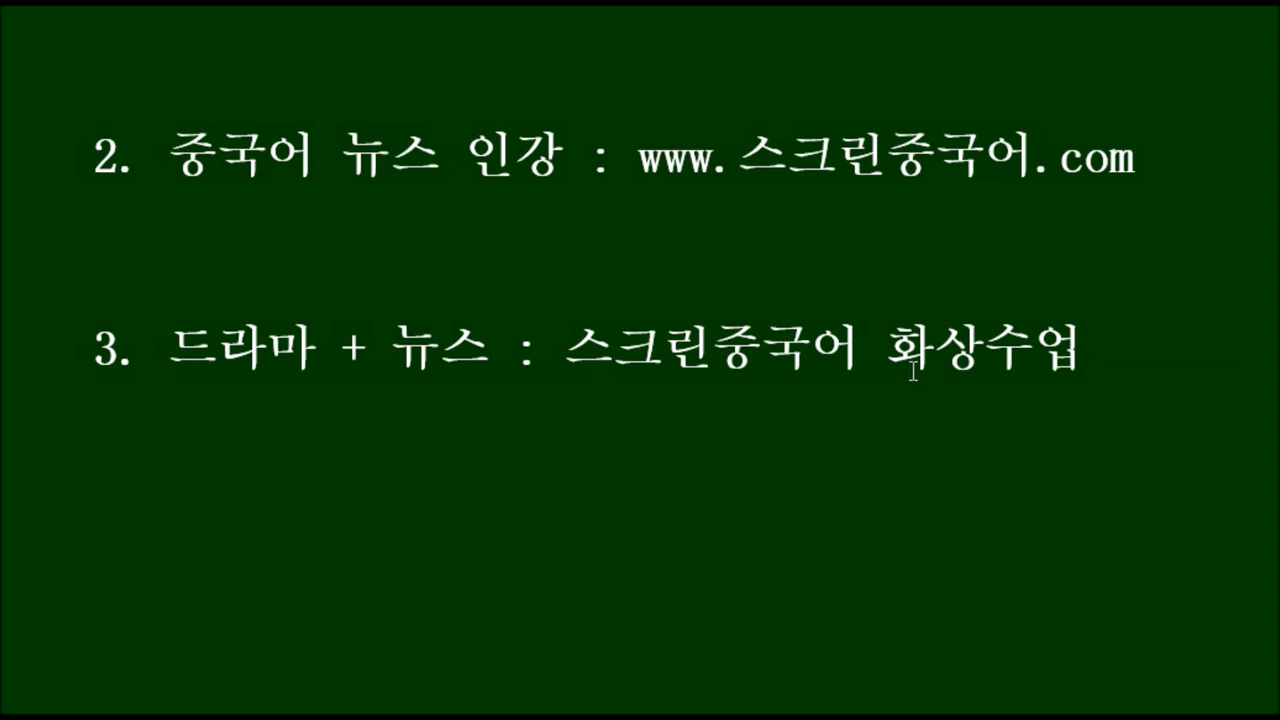 2. 중국어 뉴스 인강 : www.스크린중국어.com
3. 드라마 + 뉴스 : 스크린중국어 화상수업